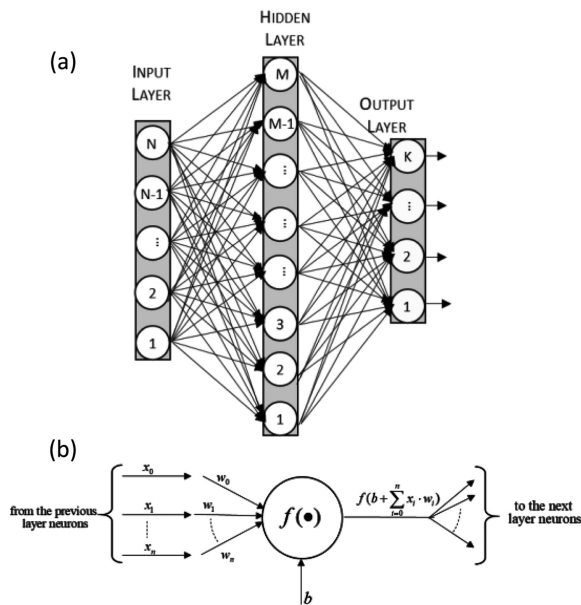 (a)
HIDDEN
LAYER
INPUT
LAYER
OUTPUT
LAYER
N
N-1
⋮
2
1
M
M-1
⋮
⋮
⋮
3
2
1
K
⋮
2
1
(b)
from the previous
layer neurons
x₀
x₁
xₙ
w₀
w₁
wₙ
f(•)
b
f(b+∑ⁿᵢ₌₀ xᵢ·wᵢ)
to the next
layer neurons